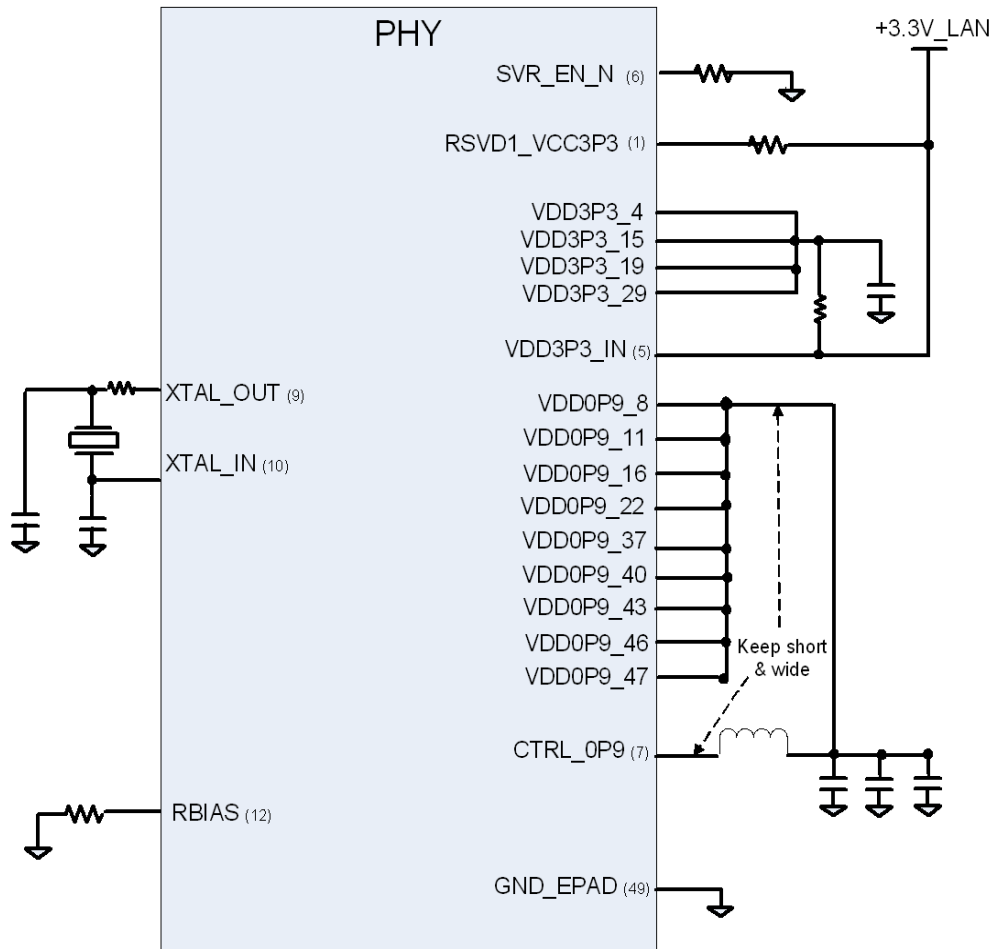 PHY
+3.3V_LAN
SVR_EN_N (6)
RSVD1_VCC3P3 (1)
VDD3P3_4
VDD3P3_15
VDD3P3_19
VDD3P3_29
VDD3P3_IN (5)
XTAL_OUT (9)
XTAL_IN (10)
VDD0P9_8
VDD0P9_11
VDD0P9_16
VDD0P9_22
VDD0P9_37
VDD0P9_40
VDD0P9_43
VDD0P9_46
VDD0P9_47
Keep short
& wide
CTRL_0P9 (7)
RBIAS (12)
GND_EPAD (49)